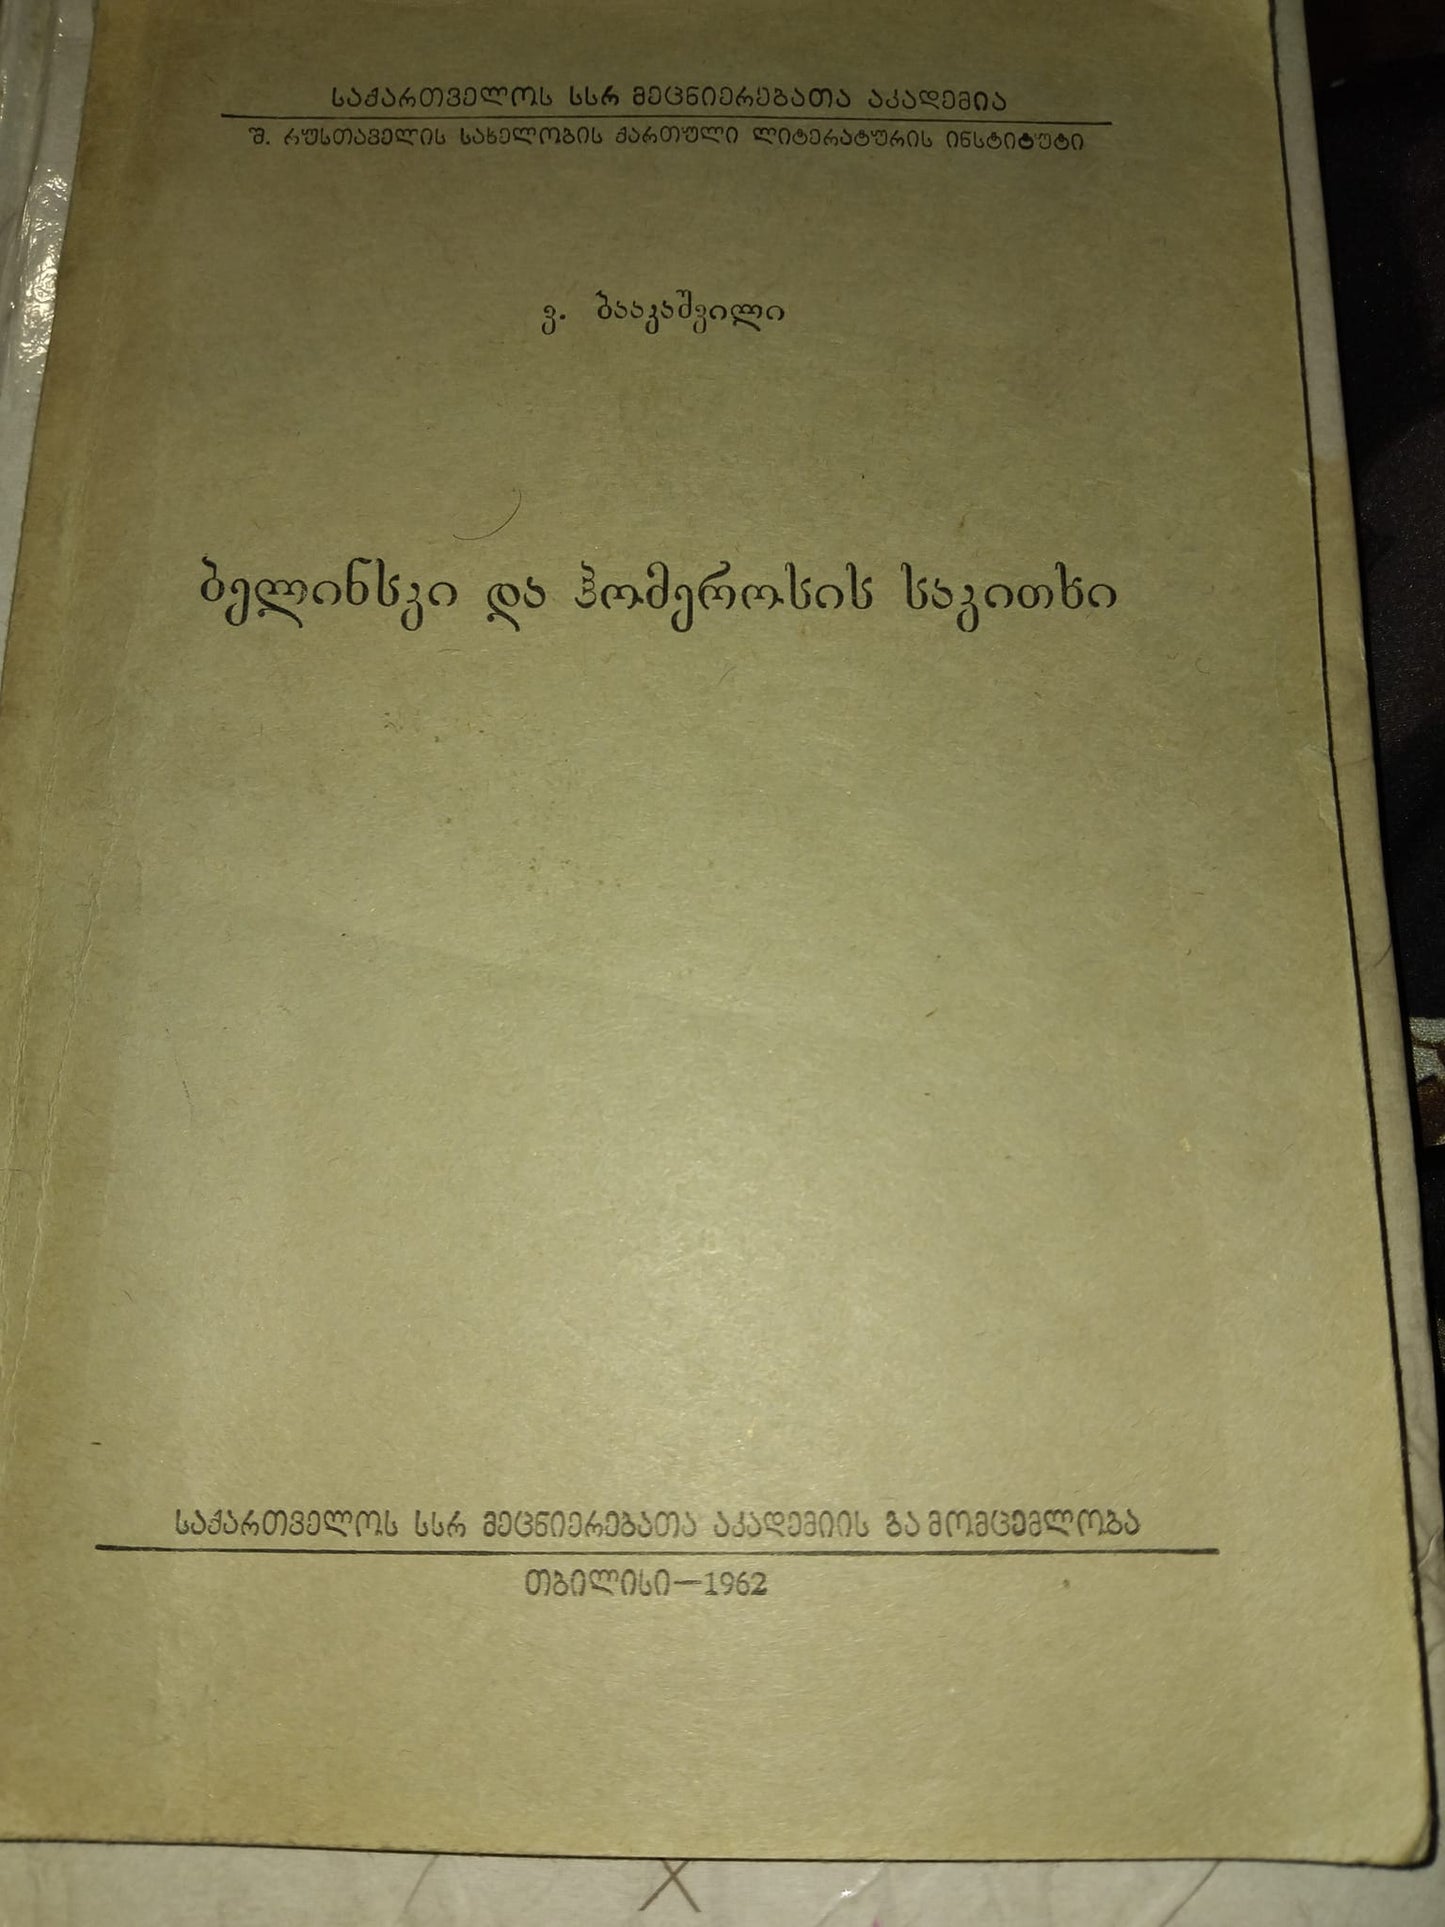 საქართველოს სსრ მეცნიერებათა აკადემია
შ. რუსთაველის სახელობის ქართული ლიტერატურის ინსტიტუტი
ვ. ბააკაშვილი
ბელინსკი და ჰომეროსის საკითხი
საქართველოს სსრ მეცნიერებათა აკადემიის გამომცემლობა
თბილისი—1962